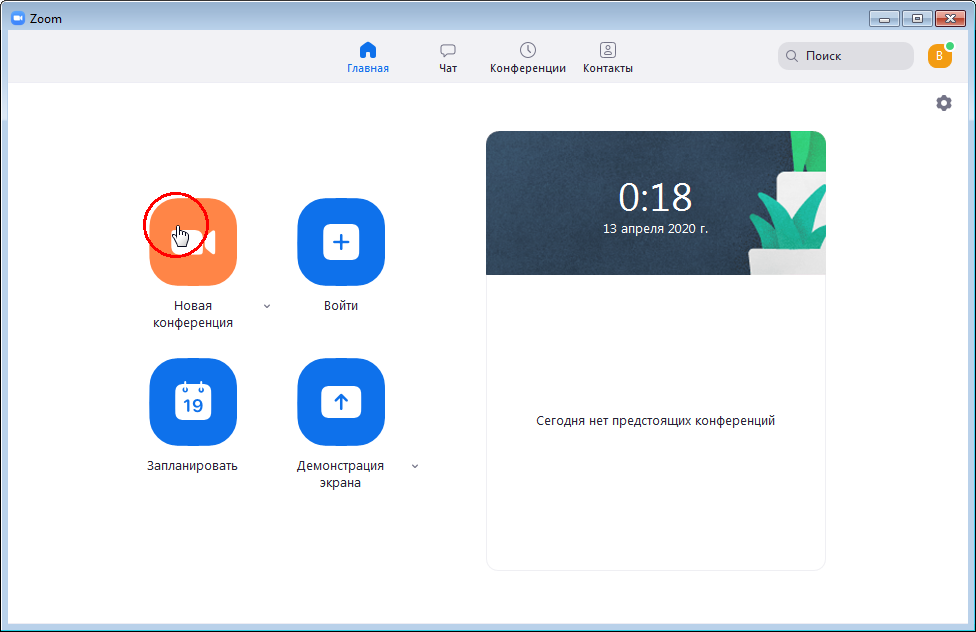 Zoom
Главная
Чат
Конференции
Контакты
Поиск
B
0:18
13 апреля 2020 г.
Новая
конференция
Войти
19
Запланировать
Демонстрация
экрана
Сегодня нет предстоящих конференций